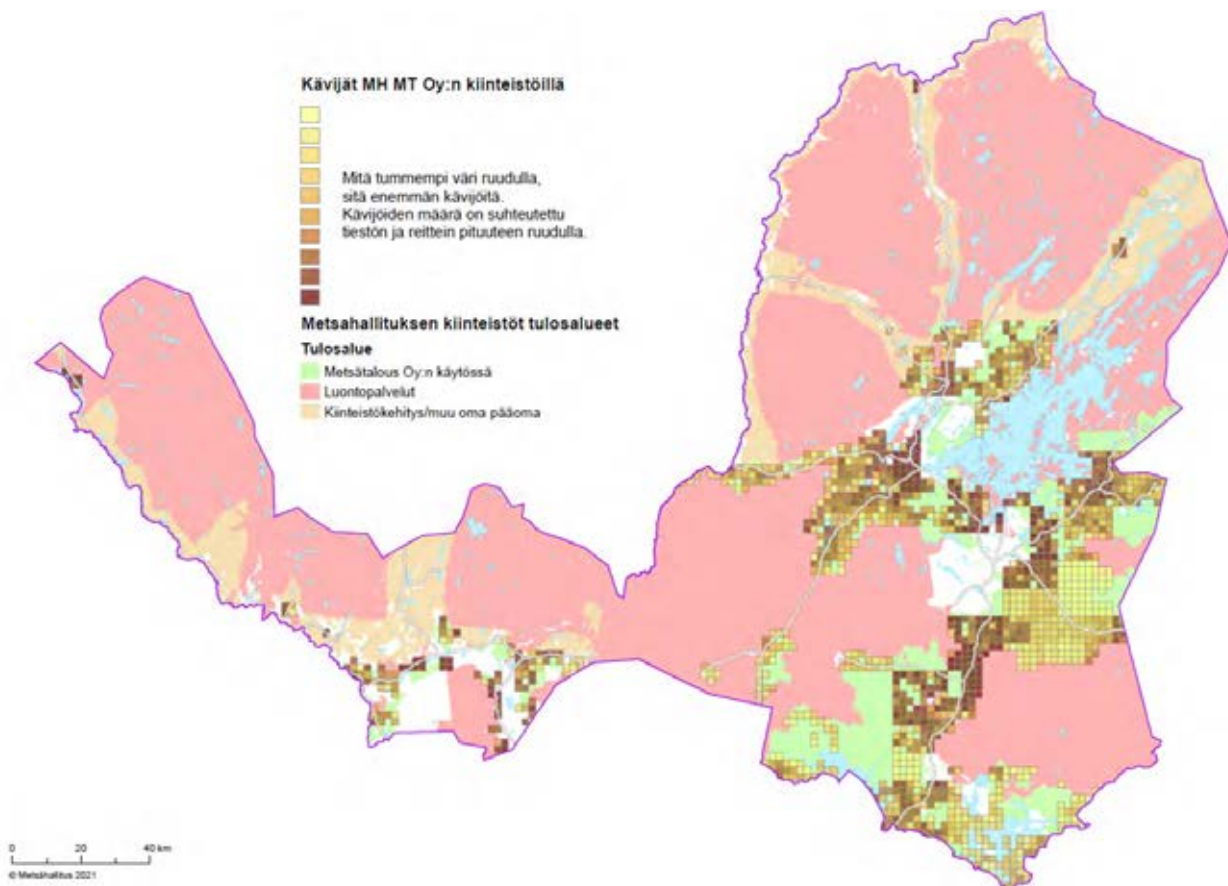 Kävijät MH MT Oy:n kiinteistöillä
Mitä tummempi väri ruudulla,
sitä enemmän kävijöitä.
Kävijöiden määrä on suhteutettu
tiestön ja reittein pituuteen ruudulla.
Metsahallituksen kiinteistöt tulosalueet
Tulosalue
Metsätalous Oy:n käytössä
Luontopalvelut
Kiinteistökehitys/muu oma pääoma
0 20 40 km
© Metsähallitus 2021